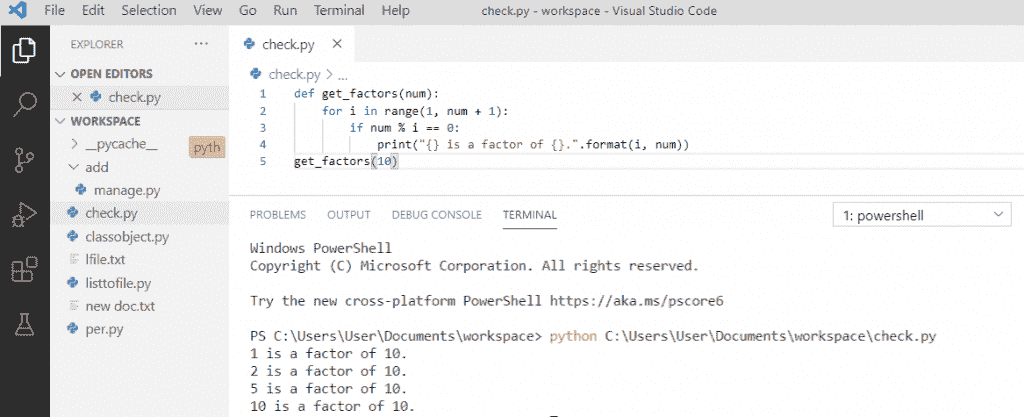 File Edit Selection View Go Run Terminal Help check.py - workspace - Visual Studio Code
EXPLORER ...
OPEN EDITORS
check.py
WORKSPACE
__pycache__
pyth
add
manage.py
check.py
classobject.py
lfile.txt
listtofile.py
new doc.txt
per.py
check.py
check.py > ...
1 def get_factors(num):
2 for i in range(1, num + 1):
3 if num % i == 0:
4 print("{} is a factor of {}.".format(i, num))
5 get_factors(10)
PROBLEMS OUTPUT DEBUG CONSOLE TERMINAL 1: powershell
Windows PowerShell
Copyright (C) Microsoft Corporation. All rights reserved.
Try the new cross-platform PowerShell https://aka.ms/pscore6
PS C:\Users\User\Documents\workspace> python C:\Users\User\Documents\workspace\check.py
1 is a factor of 10.
2 is a factor of 10.
5 is a factor of 10.
10 is a factor of 10.